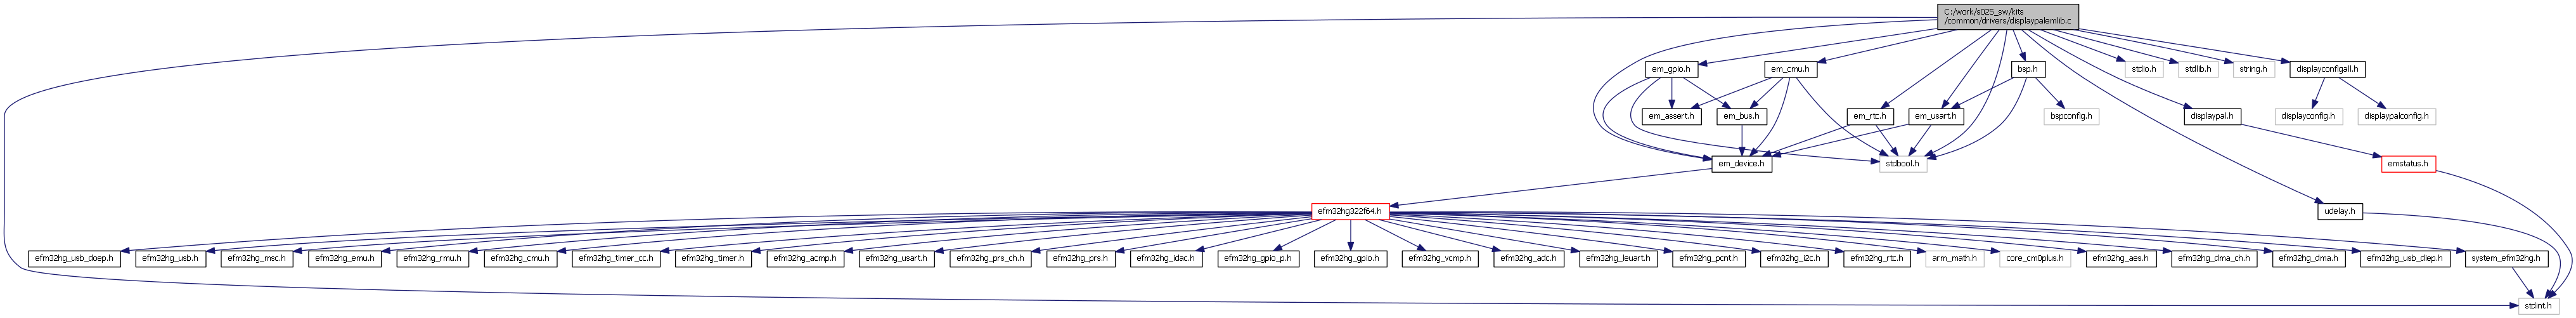 C:/work/s025_sw/kits
/common/drivers/displaypalemlib.c
em_gpio.h
em_cmu.h
bsp.h
stdio.h
stdlib.h
string.h
displayconfigall.h
em_assert.h
em_bus.h
em_rtc.h
em_usart.h
bspconfig.h
displaypal.h
displayconfig.h
displaypalconfig.h
em_device.h
stdbool.h
emstatus.h
efm32hg322f64.h
udelay.h
efm32hg_usb_doep.h
efm32hg_usb.h
efm32hg_msc.h
efm32hg_emu.h
efm32hg_rmu.h
efm32hg_cmu.h
efm32hg_timer_cc.h
efm32hg_timer.h
efm32hg_acmp.h
efm32hg_usart.h
efm32hg_prs_ch.h
efm32hg_prs.h
efm32hg_idac.h
efm32hg_gpio_p.h
efm32hg_gpio.h
efm32hg_vcmp.h
efm32hg_adc.h
efm32hg_leuart.h
efm32hg_pcnt.h
efm32hg_i2c.h
efm32hg_rtc.h
arm_math.h
core_cm0plus.h
efm32hg_aes.h
efm32hg_dma_ch.h
efm32hg_dma.h
efm32hg_usb_diep.h
system_efm32hg.h
stdint.h